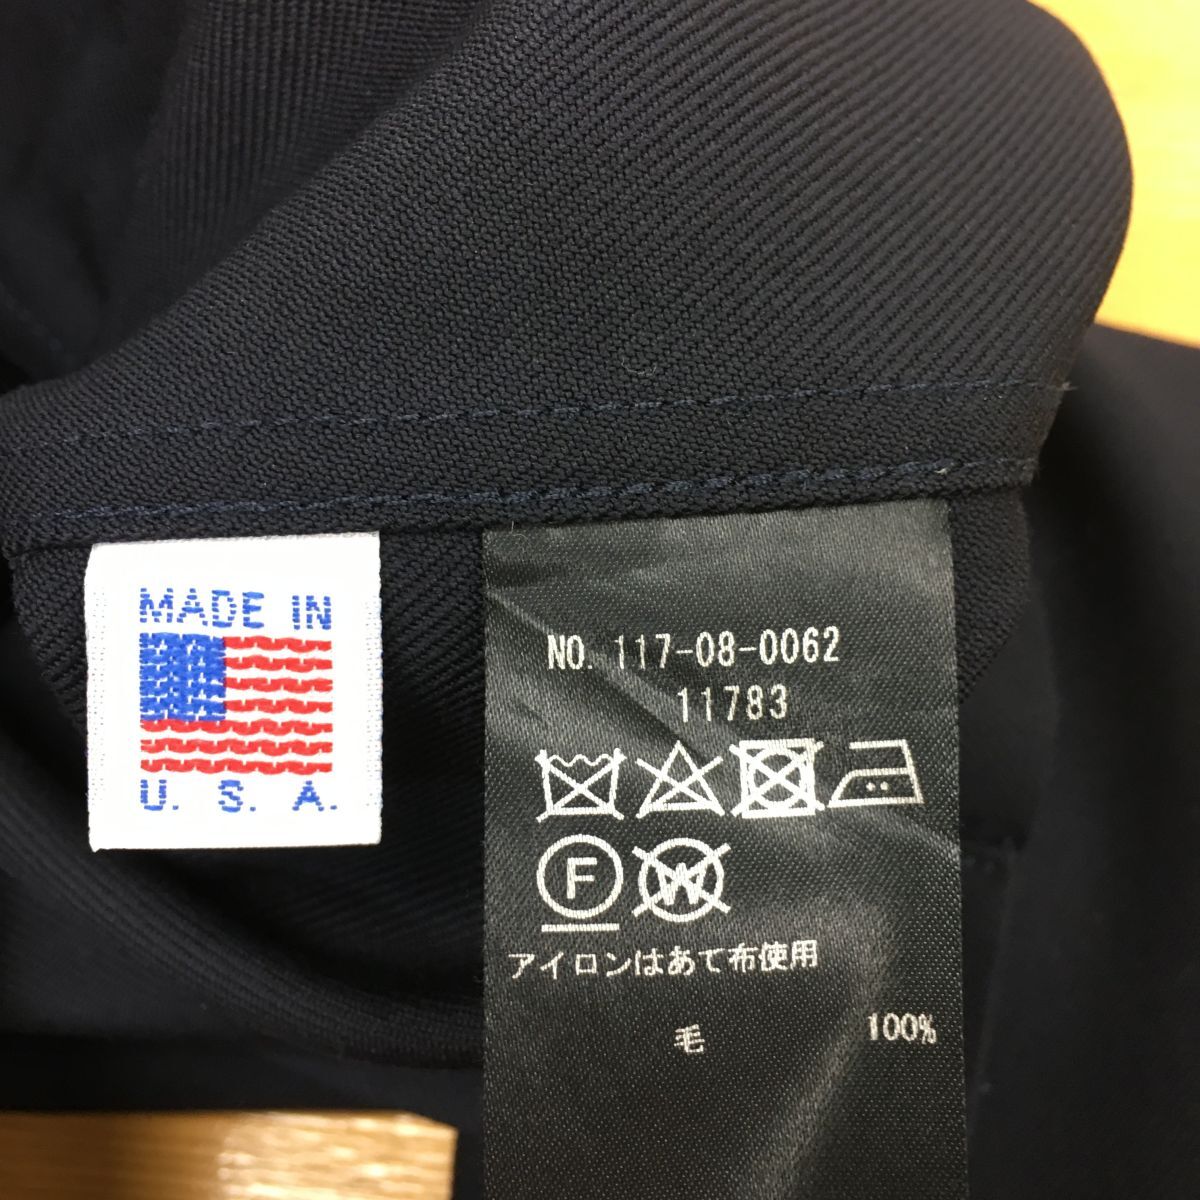 MADE IN
U. S. A.
NO. 117-08-0062
11783
F
W
アイロンはあて布使用
毛 100%